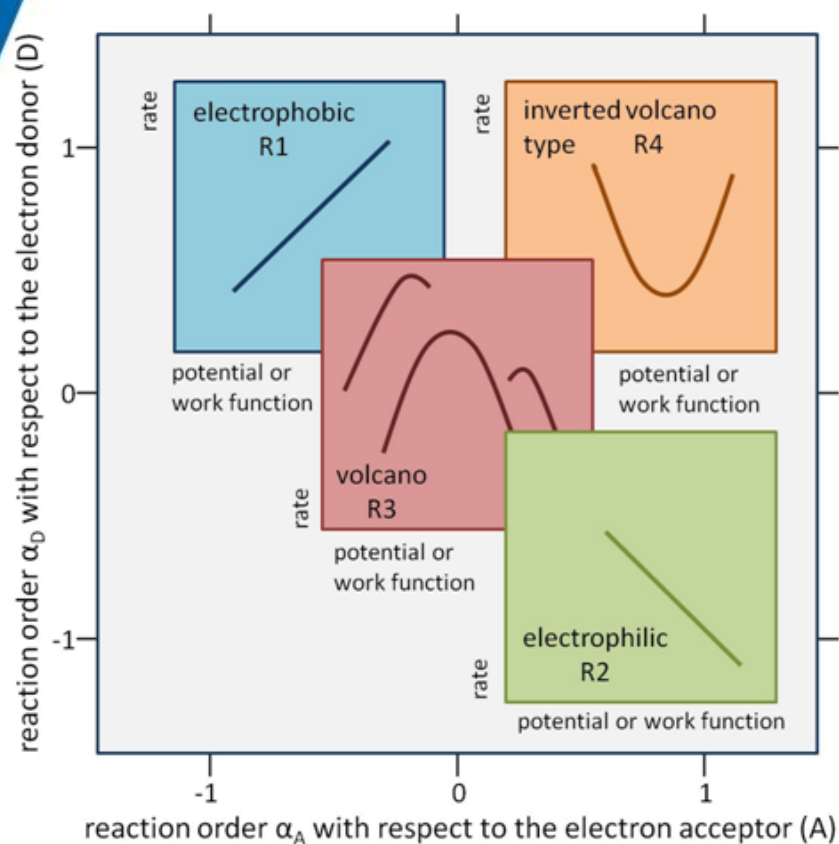 reaction order α_D with respect to the electron donor (D)
1
0
-1
rate
electrophobic
R1
potential or
work function
rate
inverted volcano
type R4
potential or
work function
rate
volcano
R3
potential or
work function
rate
electrophilic
R2
potential or work function
-1
0
1
reaction order α_A with respect to the electron acceptor (A)